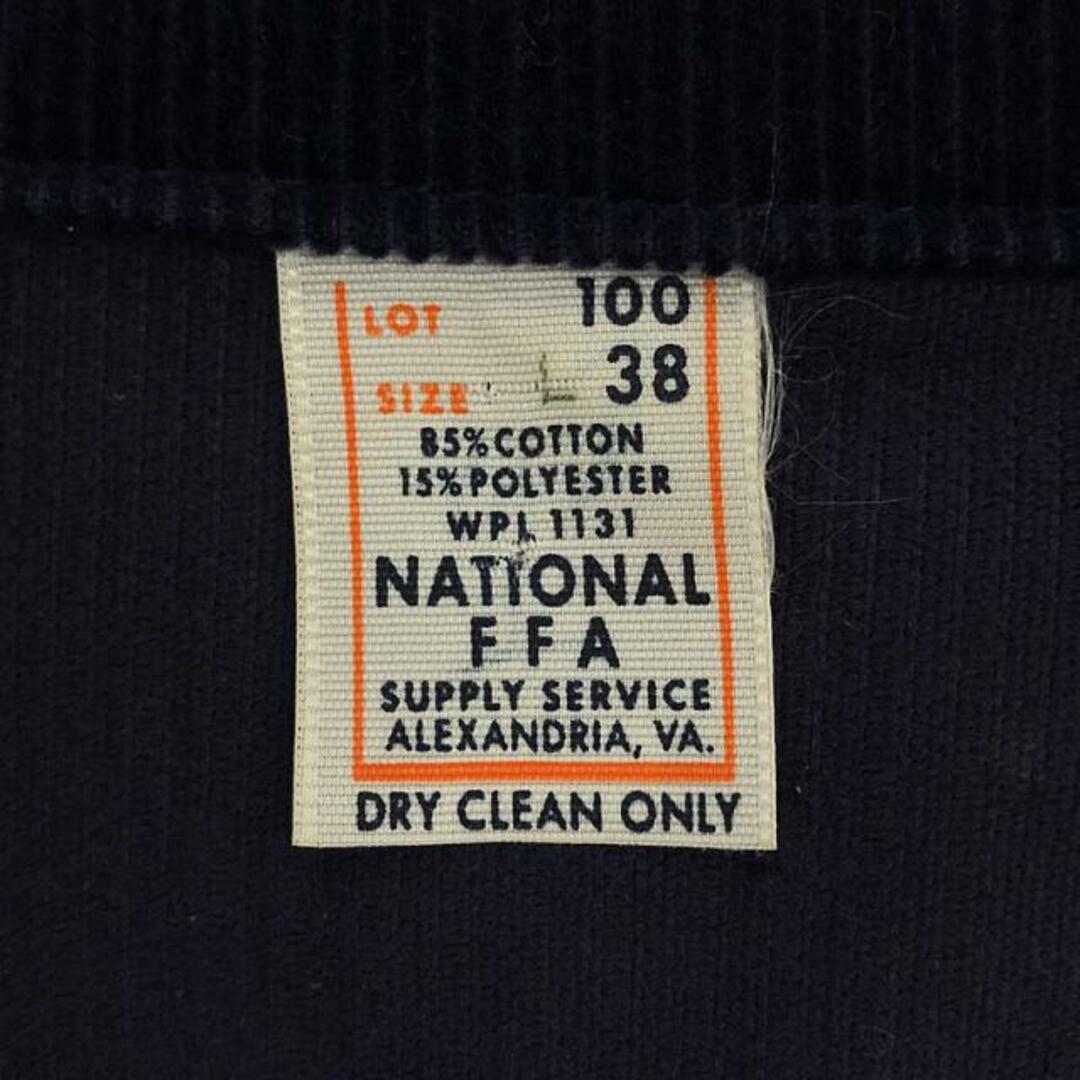 LOT 100
SIZE L 38
85% COTTON
15% POLYESTER
WPL 1131
NATIONAL
FFA
SUPPLY SERVICE
ALEXANDRIA, VA.
DRY CLEAN ONLY